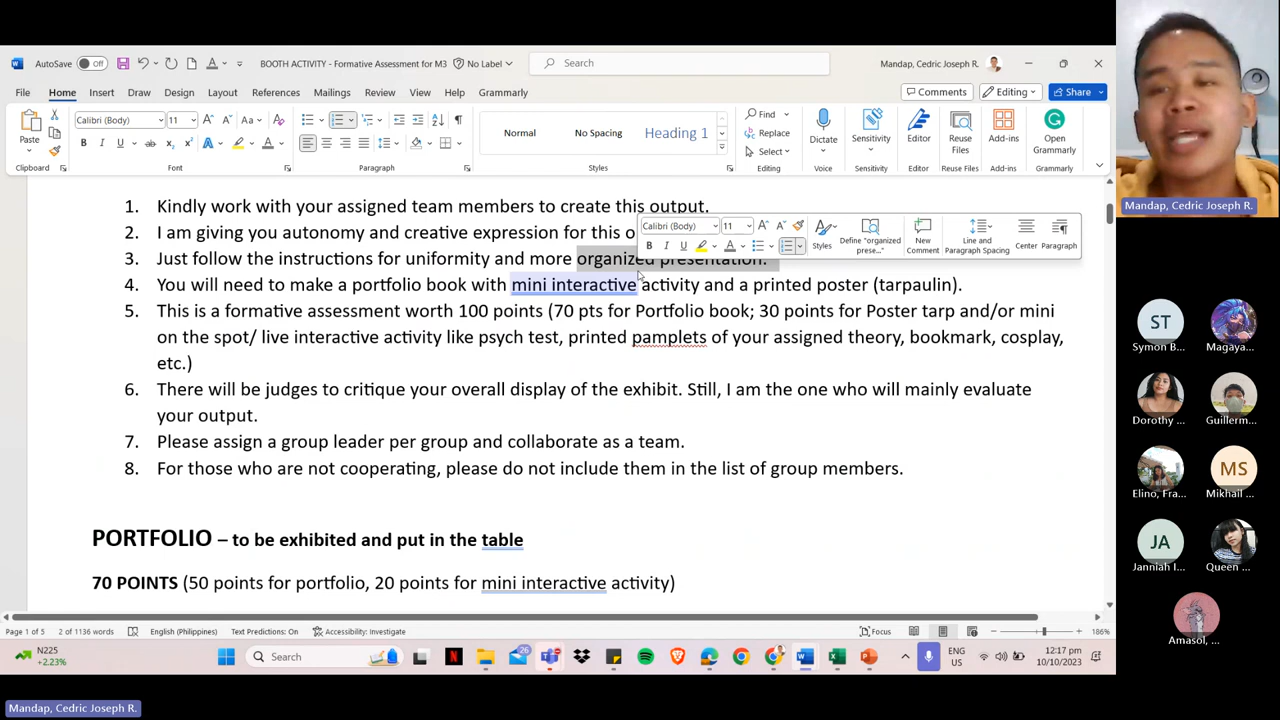 AutoSave Off BOOTH ACTIVITY - Formative Assessment for M3 No Label Search Mandap, Cedric Joseph R.
File Home Insert Draw Design Layout References Mailings Review View Help Grammarly Comments Editing Share
Calibri (Body) 11 Normal No Spacing Heading 1 Find
Replace
Select
Paste Dictate Sensitivity Editor Reuse Files Add-ins Open Grammarly
Clipboard Font Paragraph Styles Editing Voice Sensitivity Editor Reuse Files Add-ins Grammarly
Mandap, Cedric Joseph R.
1. Kindly work with your assigned team members to create this output.
2. I am giving you autonomy and creative expression for this o
3. Just follow the instructions for uniformity and more organized presentation.
Calibri (Body) 11
Styles Define "organized prese..." New Comment Line and Paragraph Spacing Center Paragraph
4. You will need to make a portfolio book with mini interactive activity and a printed poster (tarpaulin).
5. This is a formative assessment worth 100 points (70 pts for Portfolio book; 30 points for Poster tarp and/or mini
on the spot/ live interactive activity like psych test, printed pamplets of your assigned theory, bookmark, cosplay,
etc.)
6. There will be judges to critique your overall display of the exhibit. Still, I am the one who will mainly evaluate
your output.
7. Please assign a group leader per group and collaborate as a team.
8. For those who are not cooperating, please do not include them in the list of group members.
PORTFOLIO – to be exhibited and put in the table
70 POINTS (50 points for portfolio, 20 points for mini interactive activity)
ST
Symon B... Magaya...
Dorothy ... Guillerm...
MS
Elino, Fra... Mikhail ...
JA
Janniah I... Queen ...
Amasol, ...
Page 1 of 5 2 of 1136 words English (Philippines) Text Predictions: On Accessibility: Investigate Focus 186%
N225
+2.23%
Search 26 ENG
US 12:17 pm
10/10/2023
Mandap, Cedric Joseph R.